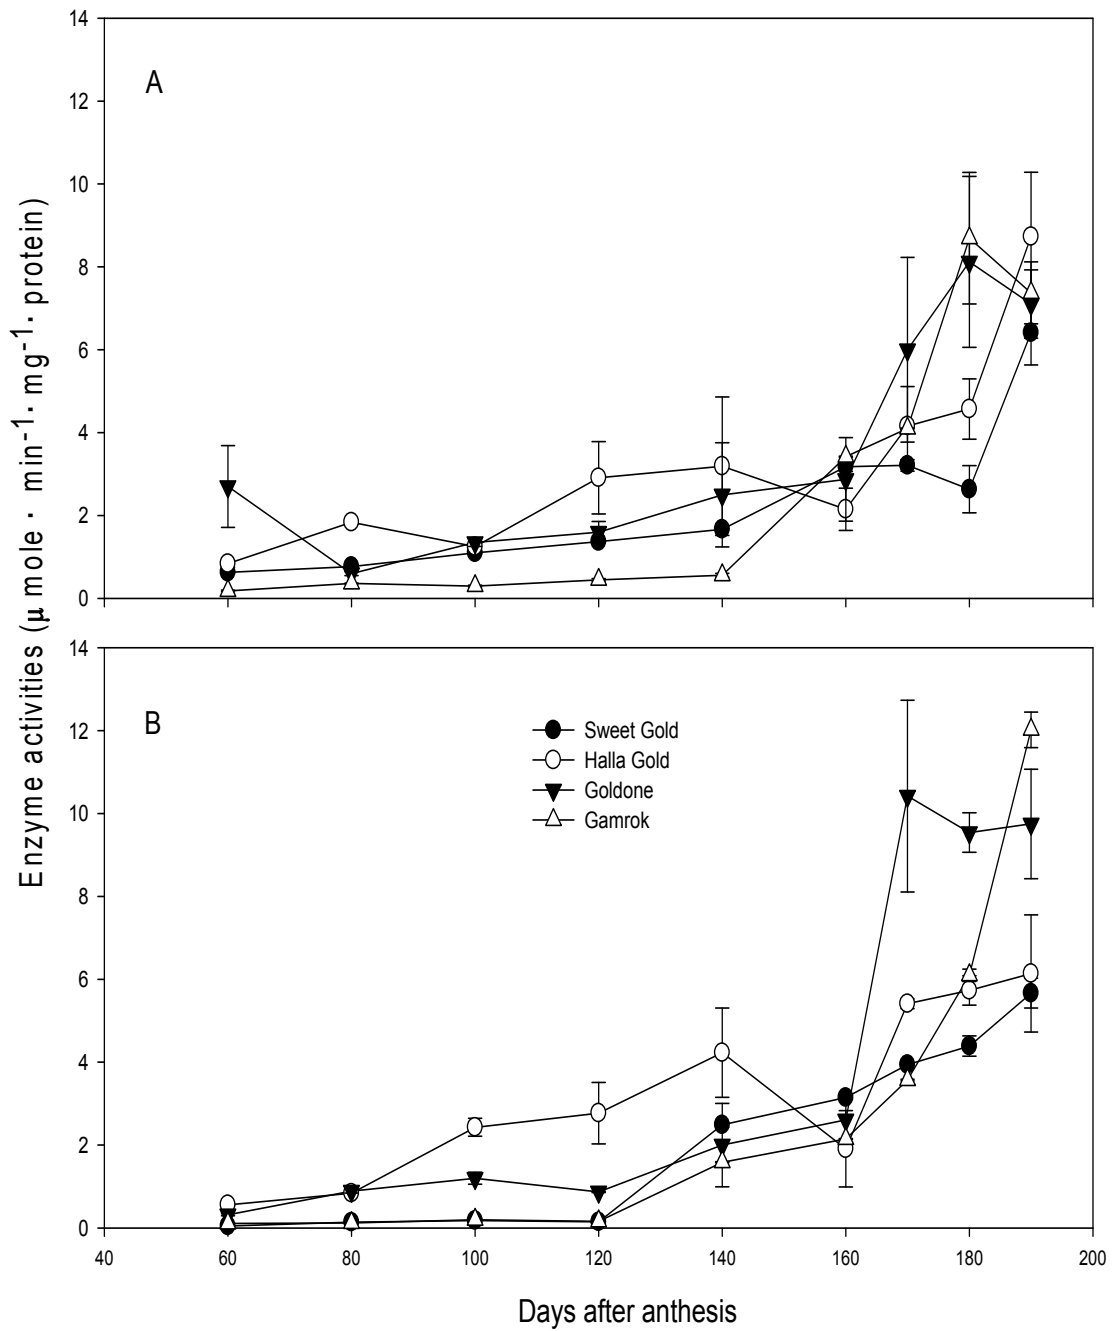 Enzyme activities (μ mole · min⁻¹· mg⁻¹· protein)
14
A
12
10
8
6
4
2
0
14
B
12
10
8
6
4
2
0
Sweet Gold
Halla Gold
Goldone
Gamrok
40 60 80 100 120 140 160 180 200
Days after anthesis